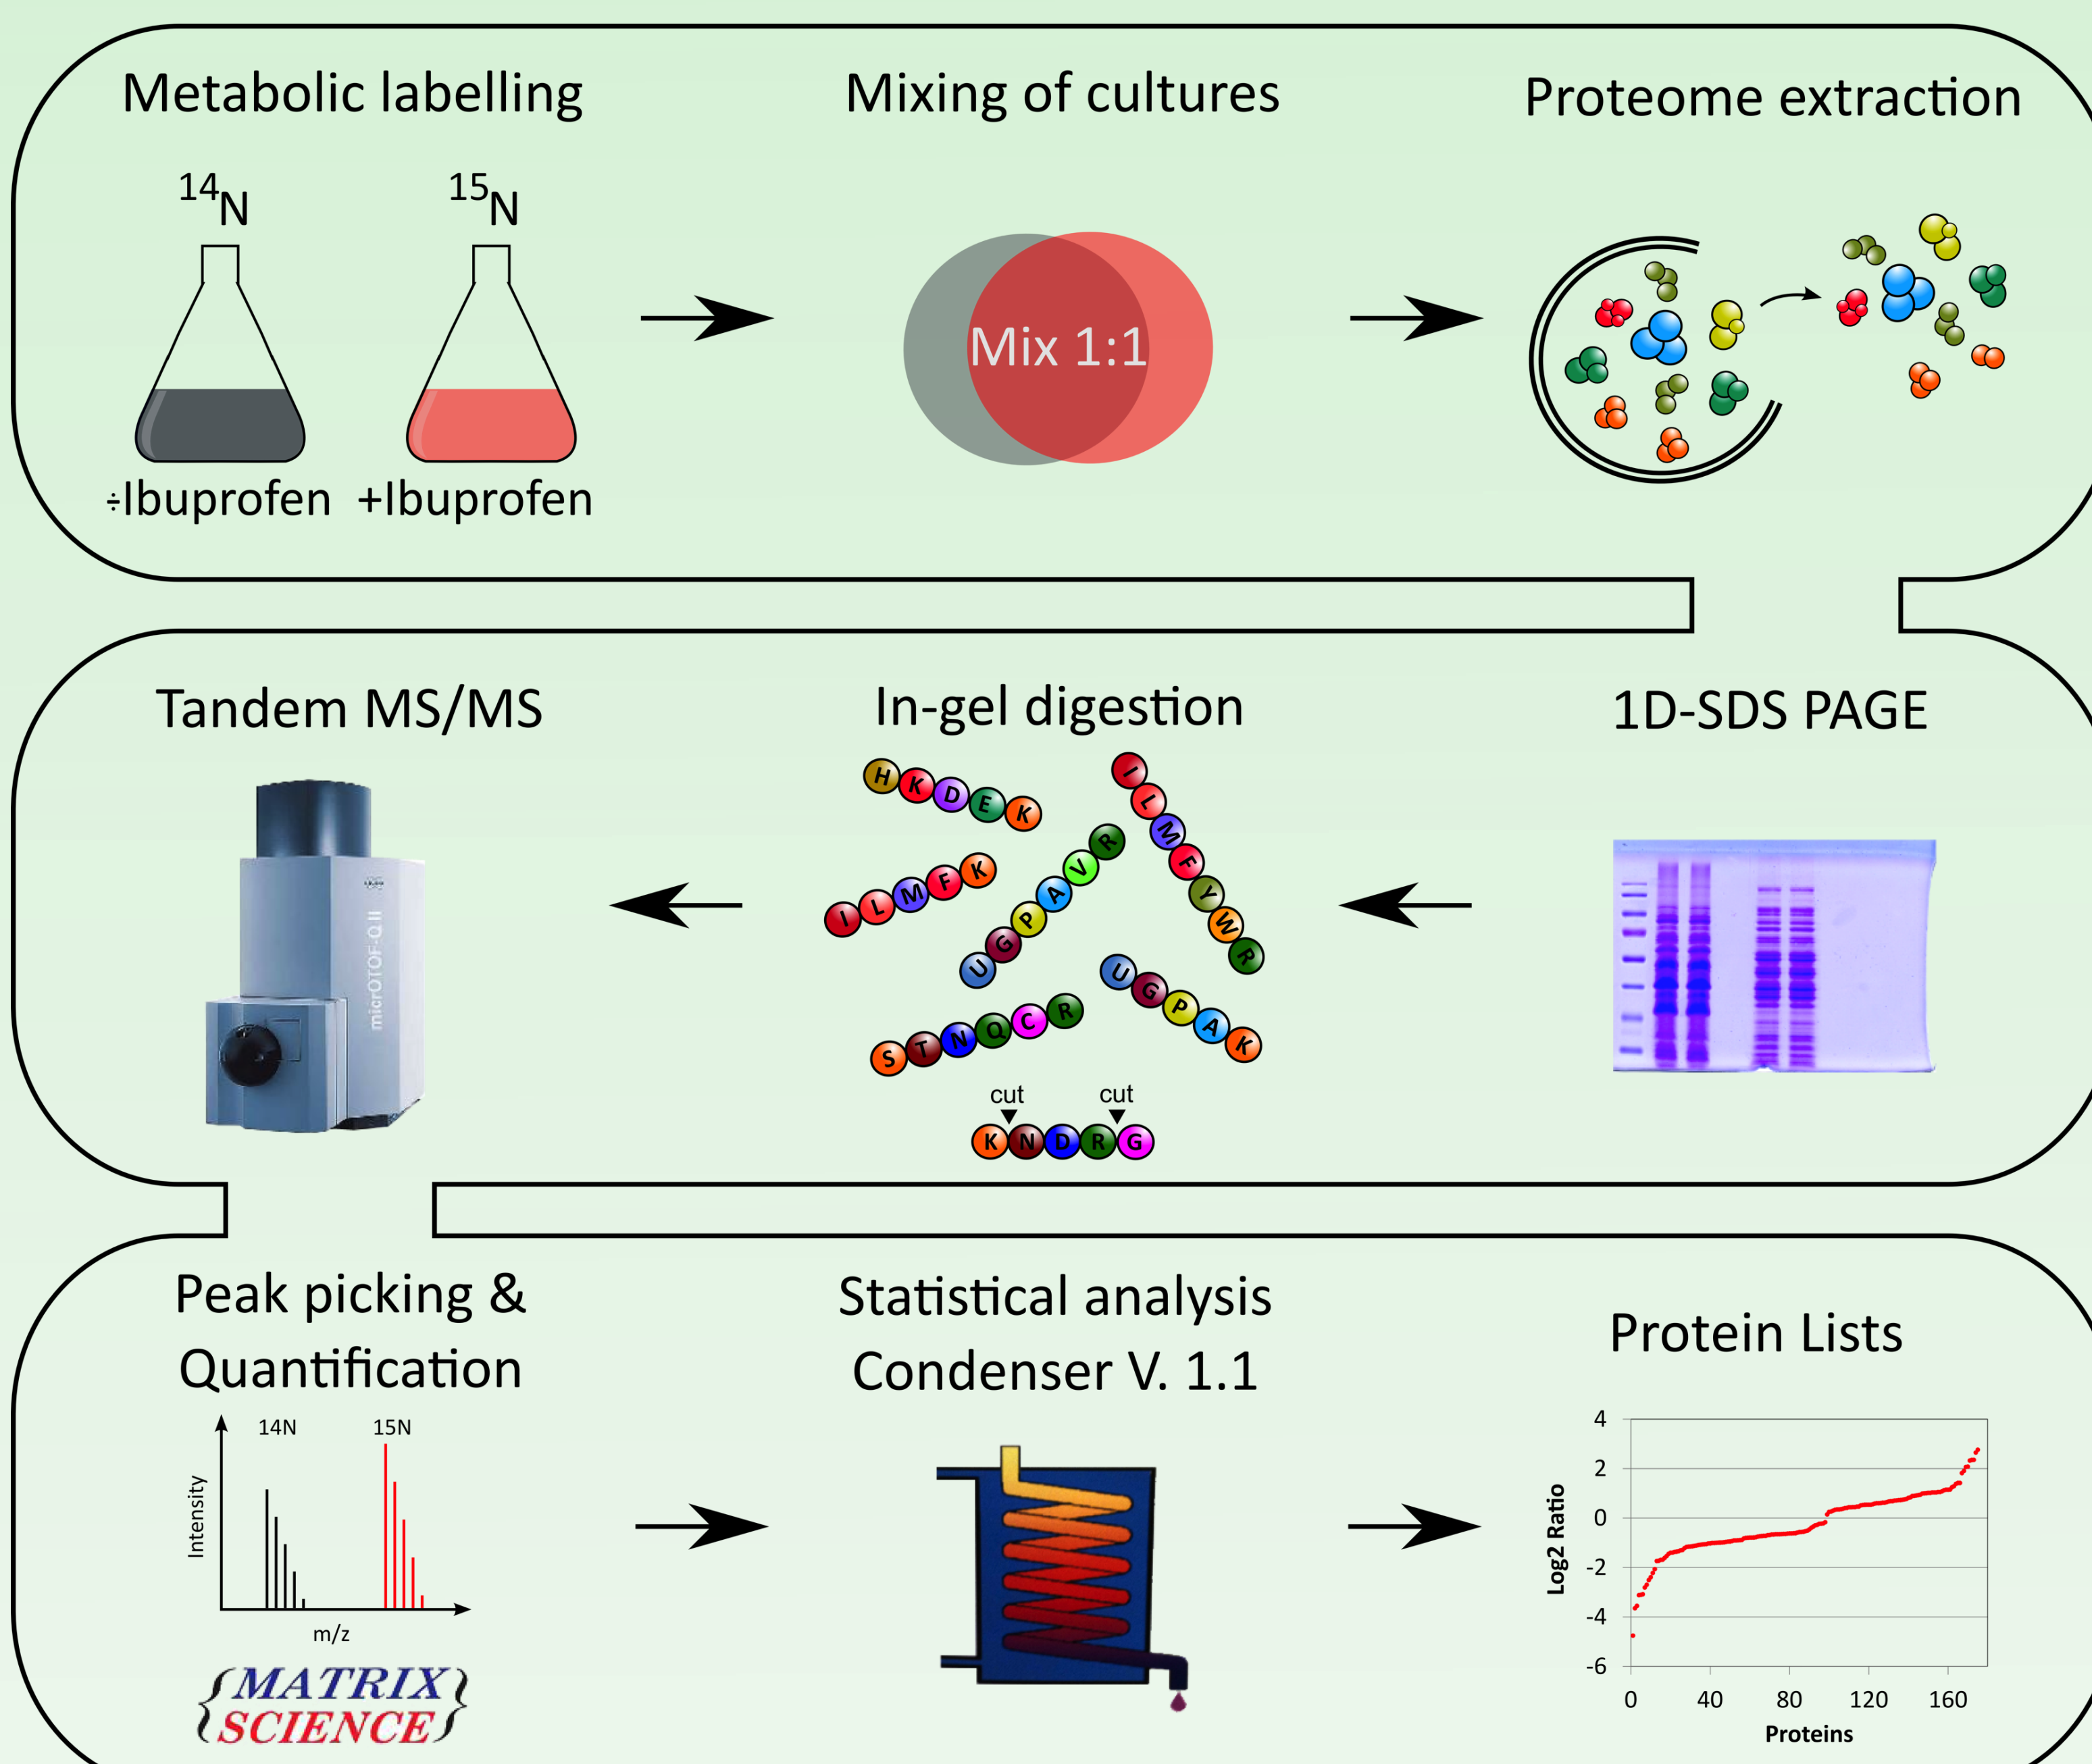 Metabolic labelling
Mixing of cultures
Proteome extraction
14N
15N
Mix 1:1
÷Ibuprofen
+Ibuprofen
Tandem MS/MS
In-gel digestion
1D-SDS PAGE
micrOTOF-Q II
H K D E K
I L M F Y W R
I L M F K
U G P A V R
S T N Q C R
U G P A K
cut
cut
K N D R G
Peak picking &
Quantification
Statistical analysis
Condenser V. 1.1
Protein Lists
14N
15N
Intensity
m/z
{MATRIX
SCIENCE}
Log2 Ratio
4
2
0
-2
-4
-6
0
40
80
120
160
Proteins